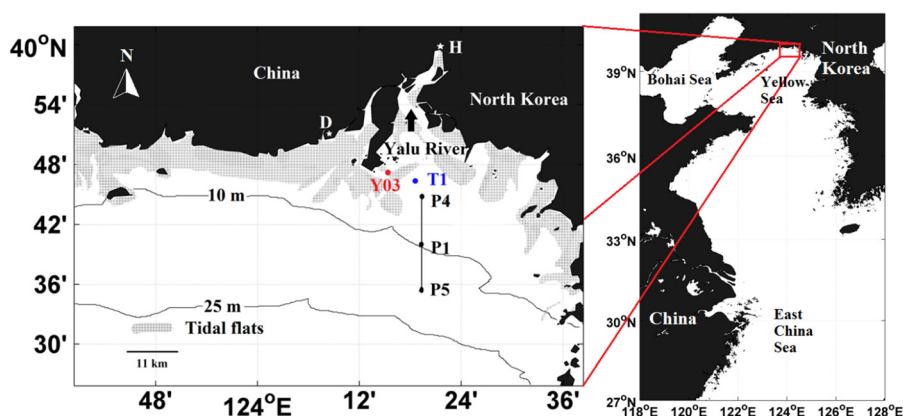 40°N
54'
48'
42'
36'
30'
N
China
H
North Korea
D
Yalu River
Y03
T1
P4
10 m
P1
P5
25 m
Tidal flats
11 km
48'
124°E
12'
24'
36'
North
Korea
39°N
Bohai Sea
Yellow
Sea
36°N
33°N
China
30°N
East
China
Sea
27°N
118°E
120°E
122°E
124°E
126°E
128°E